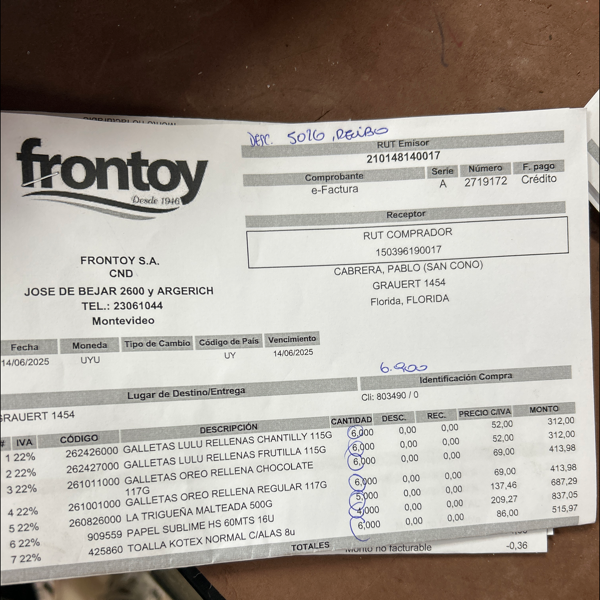 DEPC. 5026, RECIBO
frontoy
Desde 1946
RUT Emisor
210148140017
Comprobante Serie Número F. pago
e-Factura A 2719172 Crédito
Receptor
RUT COMPRADOR
150396190017
CABRERA, PABLO (SAN CONO)
GRAUERT 1454
Florida, FLORIDA
FRONTOY S.A.
CND
JOSE DE BEJAR 2600 y ARGERICH
TEL.: 23061044
Montevideo
Fecha Moneda Tipo de Cambio Código de País Vencimiento
14/06/2025 UYU UY 14/06/2025
6.900
Lugar de Destino/Entrega Identificación Compra
GRAUERT 1454 Cli: 803490 / 0
# IVA CÓDIGO DESCRIPCIÓN CANTIDAD DESC. REC. PRECIO C/IVA MONTO
1 22% 262426000 GALLETAS LULU RELLENAS CHANTILLY 115G 6,000 0,00 0,00 52,00 312,00
2 22% 262427000 GALLETAS LULU RELLENAS FRUTILLA 115G 6,000 0,00 0,00 52,00 312,00
3 22% 261011000 GALLETAS OREO RELLENA CHOCOLATE 6,000 0,00 0,00 69,00 413,98
117G
4 22% 261001000 GALLETAS OREO RELLENA REGULAR 117G 6,000 0,00 0,00 69,00 413,98
5 22% 260826000 LA TRIGUEÑA MALTEADA 500G 5,000 0,00 0,00 137,46 687,29
6 22% 909559 PAPEL SUBLIME HS 60MTS 16U 4,000 0,00 0,00 209,27 837,05
7 22% 425860 TOALLA KOTEX NORMAL C/ALAS 8u 6,000 0,00 0,00 86,00 515,97
TOTALES Monto no facturable -0,36